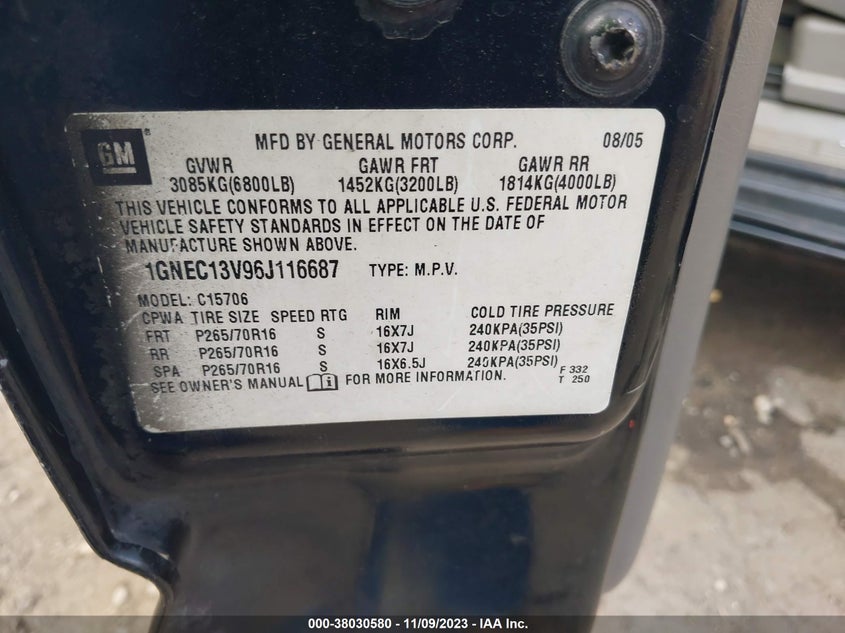 GM ® MFD BY GENERAL MOTORS CORP. 08/05
GVWR GAWR FRT GAWR RR
3085KG(6800LB) 1452KG(3200LB) 1814KG(4000LB)
THIS VEHICLE CONFORMS TO ALL APPLICABLE U.S. FEDERAL MOTOR
VEHICLE SAFETY STANDARDS IN EFFECT ON THE DATE OF
MANUFACTURE SHOWN ABOVE.
1GNEC13V96J116687 TYPE: M.P.V.
MODEL: C15706
CPWA TIRE SIZE SPEED RTG RIM COLD TIRE PRESSURE
FRT P265/70R16 S 16X7J 240KPA(35PSI)
RR P265/70R16 S 16X7J 240KPA(35PSI)
SPA P265/70R16 S 16X6.5J 240KPA(35PSI) F 332
SEE OWNER'S MANUAL i FOR MORE INFORMATION. T 250
000-38030580 - 11/09/2023 - IAA Inc.